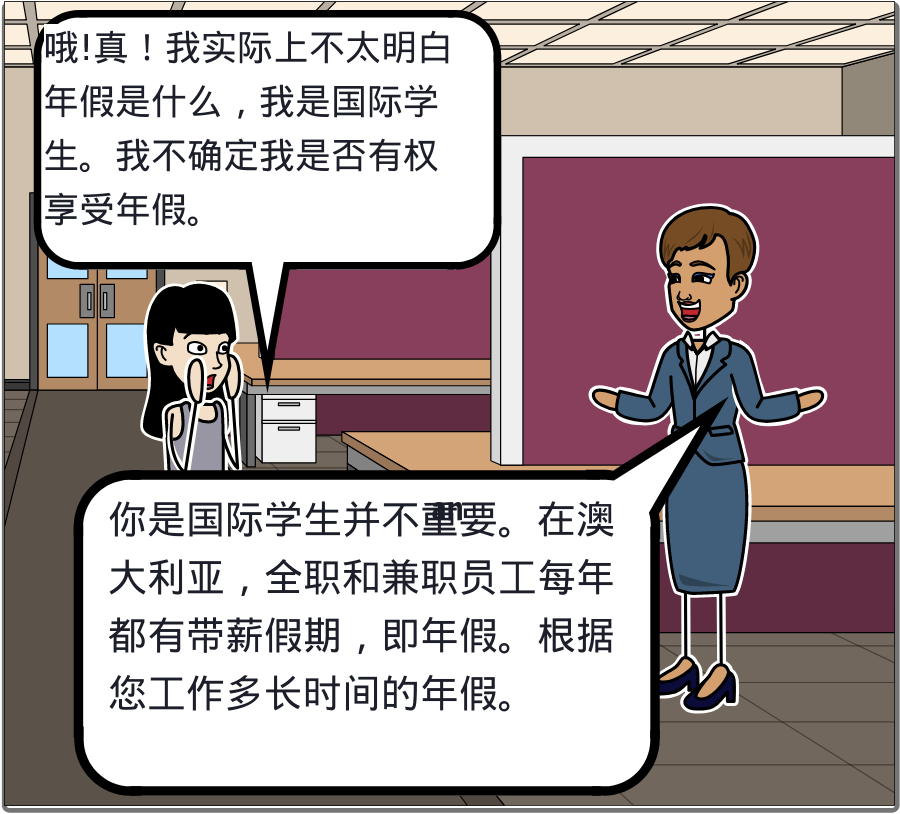 哦!真！我实际上不太明白
年假是什么，我是国际学
生。我不确定我是否有权
享受年假。
你是国际学生并不重要。在澳
大利亚，全职和兼职员工每年
都有带薪假期，即年假。根据
您工作多长时间的年假。